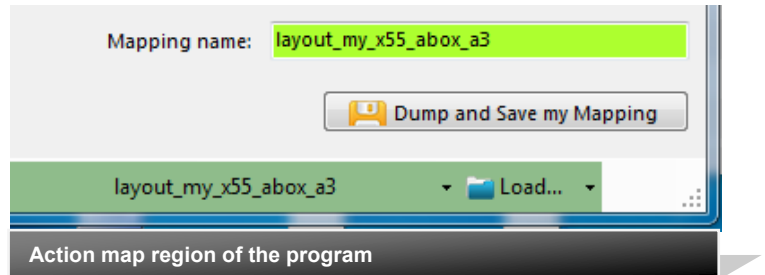 Mapping name: layout_my_x55_abox_a3
Dump and Save my Mapping
layout_my_x55_abox_a3 Load...
Action map region of the program